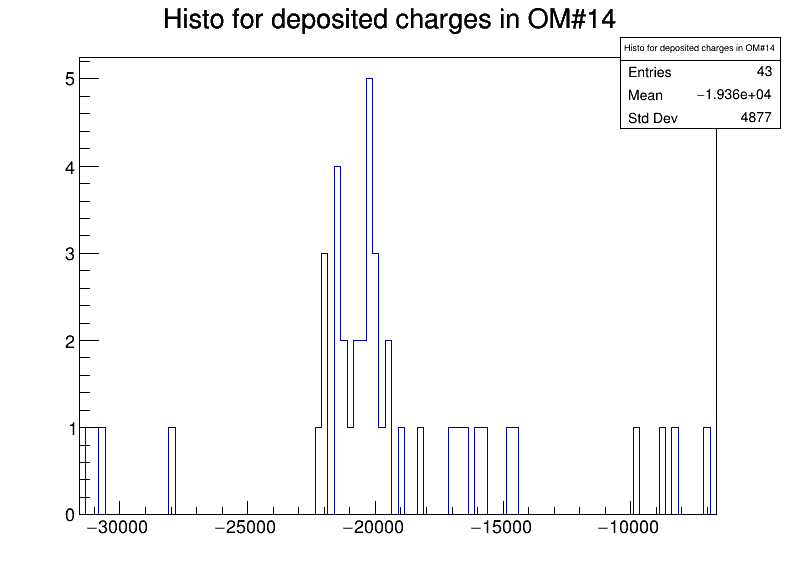 Histo for deposited charges in OM#14
Histo for deposited charges in OM#14
Entries 43
Mean −1.936e+04
Std Dev 4877
5
4
3
2
1
0
−30000 −25000 −20000 −15000 −10000